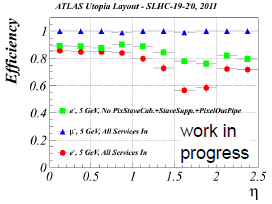 ATLAS Utopia Layout - SLHC-19-20, 2011
Efficiency
1
0.8
0.6
0.4
0.2
0
e⁻, 5 GeV, No PixStaveCab.+StaveSupp.+PixelOutPipe
μ⁻, 5 GeV, All Services In
e⁻, 5 GeV, All Services In
work in
progress
0 0.5 1 1.5 2 2.5
η